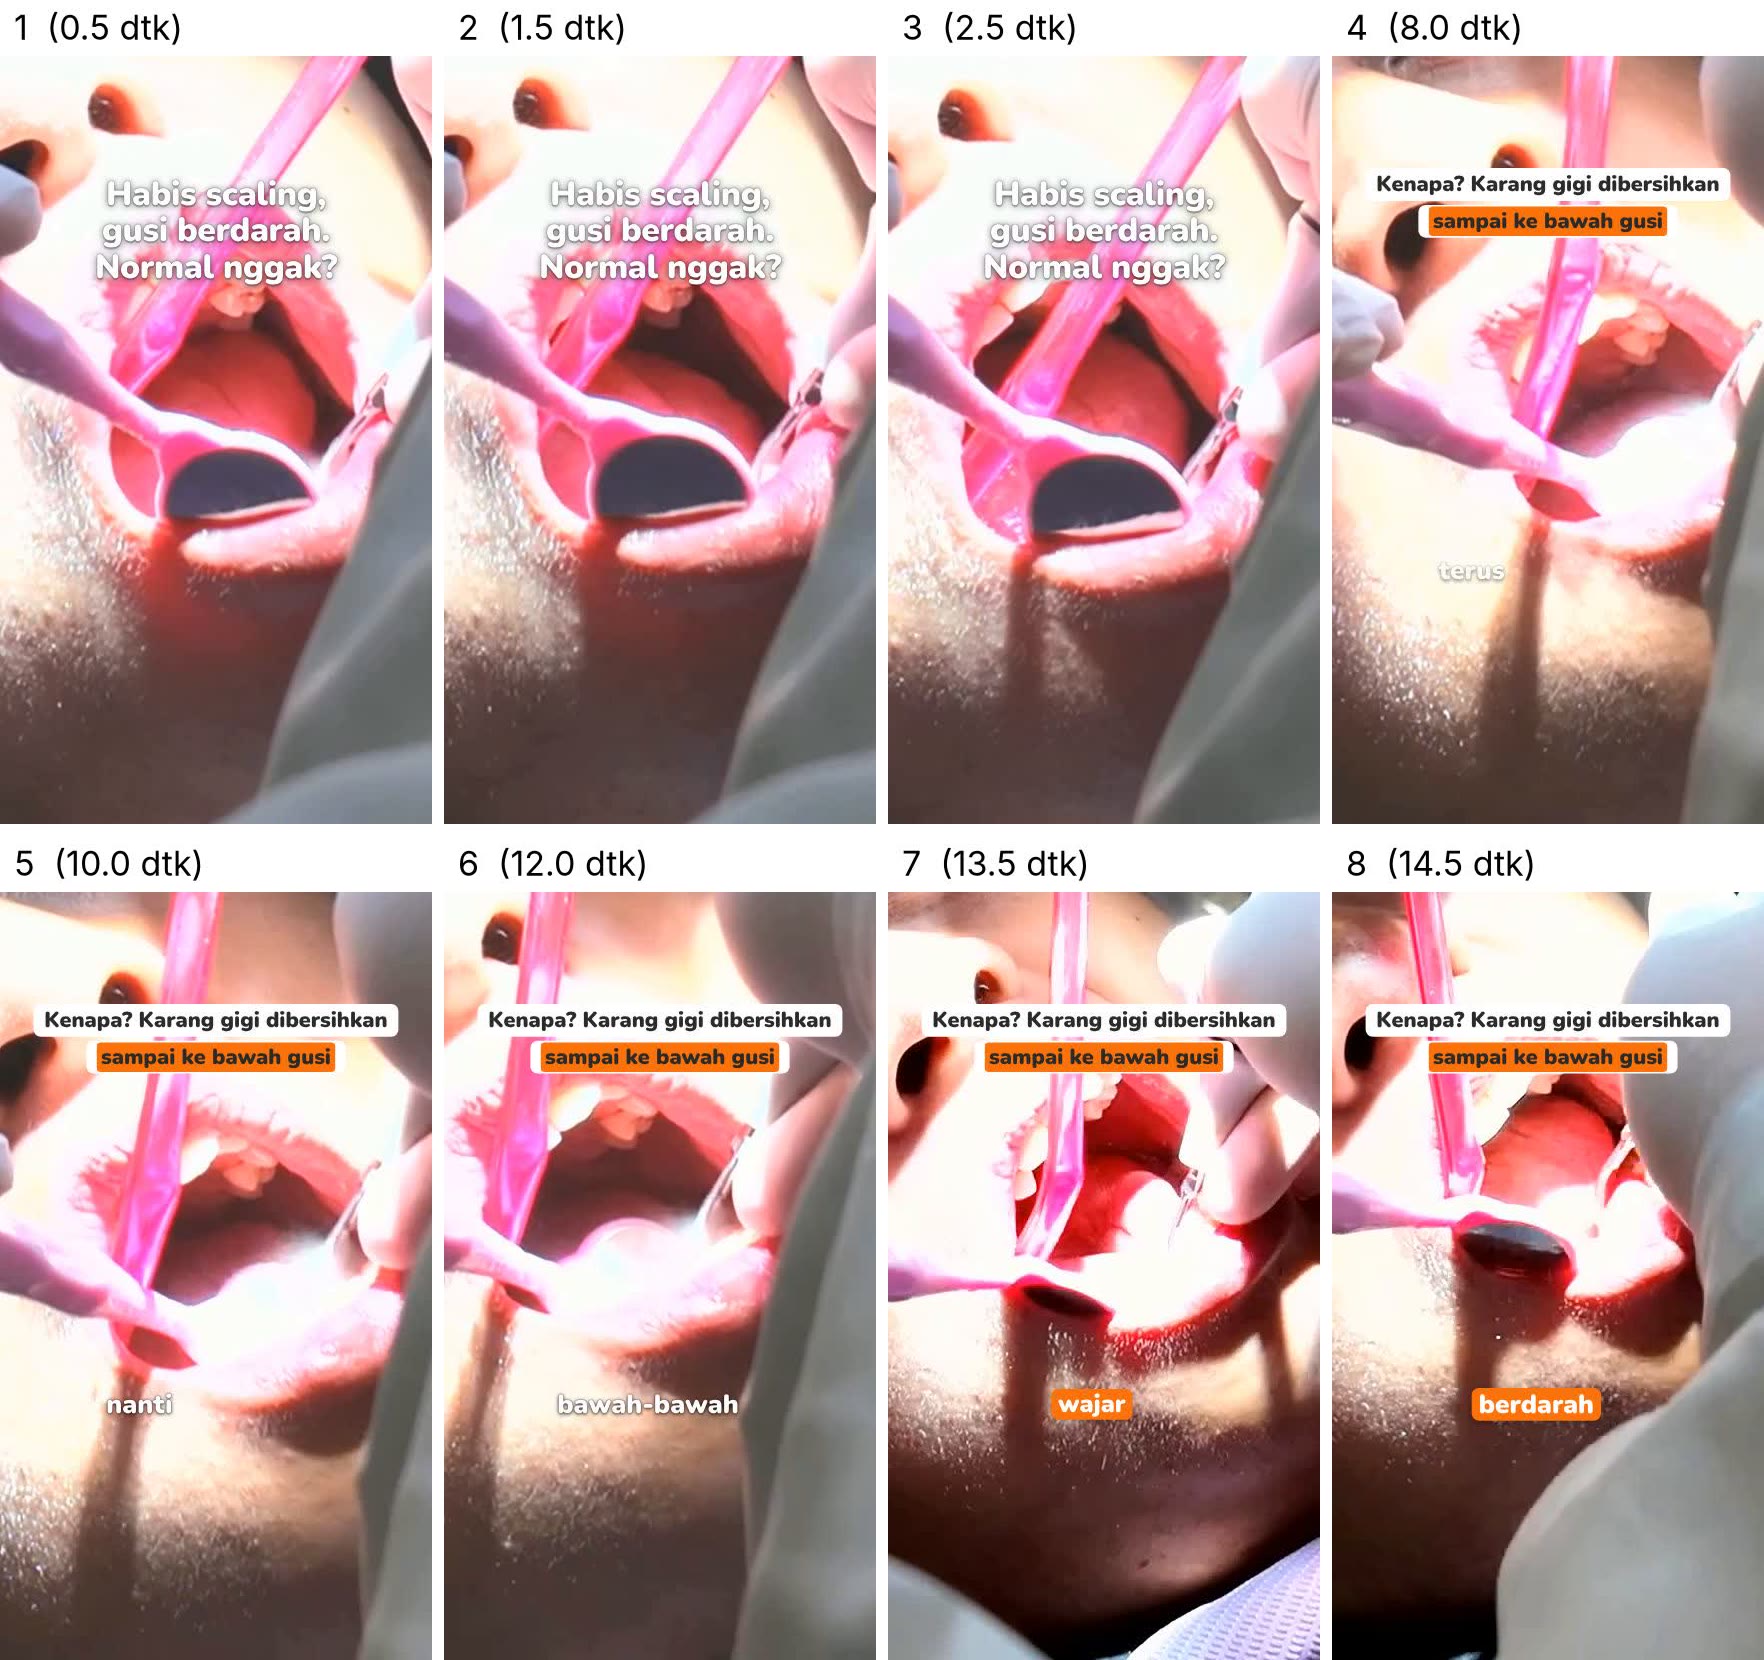 1 (0.5 dtk)
Habis scaling,
gusi berdarah.
Normal nggak?
2 (1.5 dtk)
Habis scaling,
gusi berdarah.
Normal nggak?
3 (2.5 dtk)
Habis scaling,
gusi berdarah.
Normal nggak?
4 (8.0 dtk)
Kenapa? Karang gigi dibersihkan
sampai ke bawah gusi
terus
5 (10.0 dtk)
Kenapa? Karang gigi dibersihkan
sampai ke bawah gusi
nanti
6 (12.0 dtk)
Kenapa? Karang gigi dibersihkan
sampai ke bawah gusi
bawah-bawah
7 (13.5 dtk)
Kenapa? Karang gigi dibersihkan
sampai ke bawah gusi
wajar
8 (14.5 dtk)
Kenapa? Karang gigi dibersihkan
sampai ke bawah gusi
berdarah